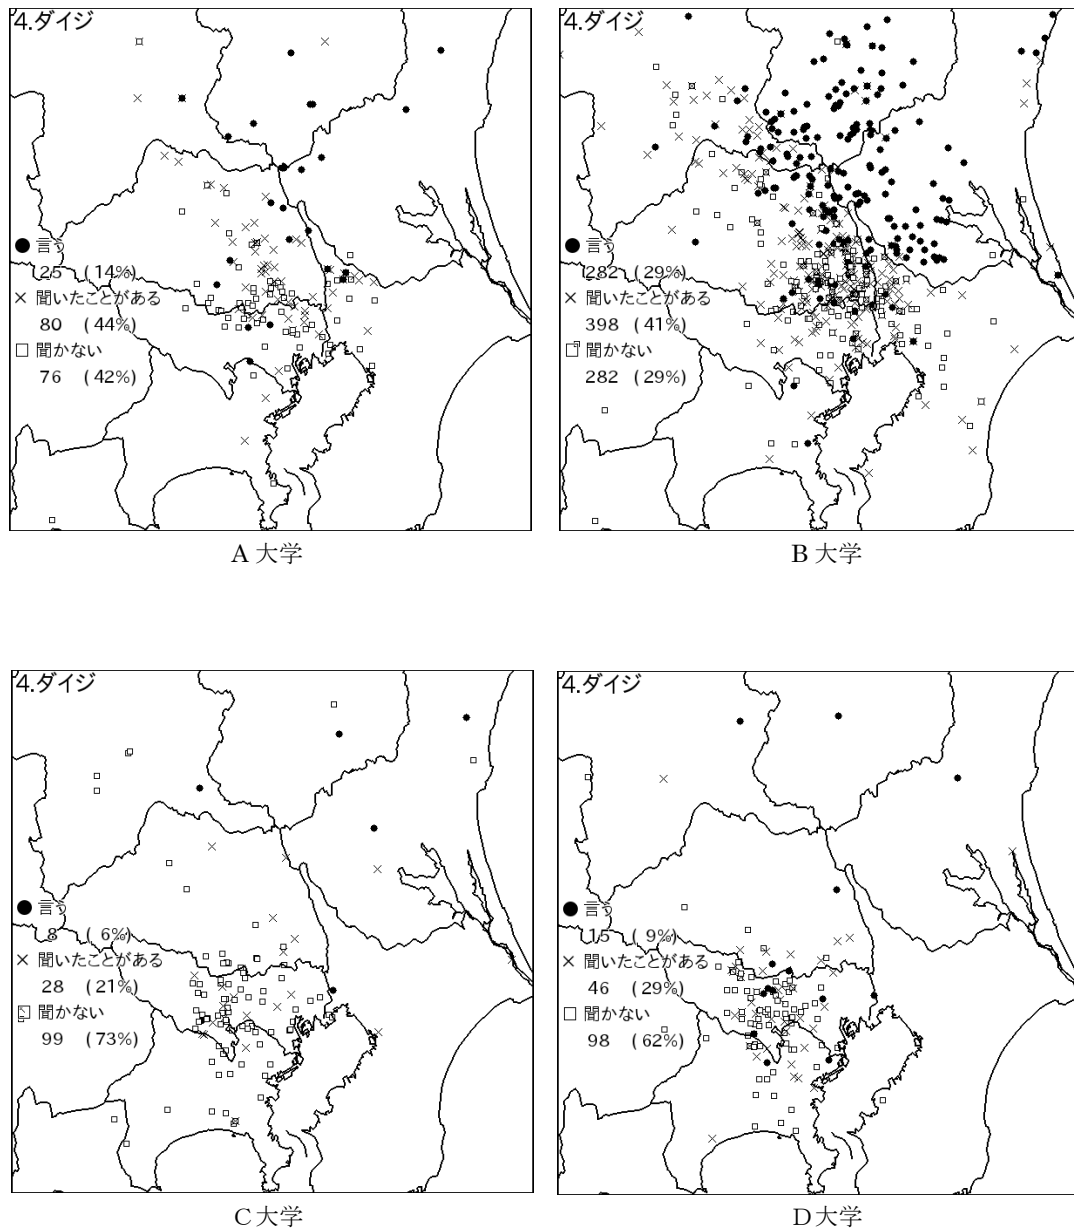 4.ダイジ
● 言う
25 (14%)
× 聞いたことがある
80 (44%)
□ 聞かない
76 (42%)
A 大学
4.ダイジ
● 言う
282 (29%)
× 聞いたことがある
398 (41%)
□ 聞かない
282 (29%)
B 大学
4.ダイジ
● 言う
8 ( 6%)
× 聞いたことがある
28 (21%)
□ 聞かない
99 (73%)
C 大学
4.ダイジ
● 言う
15 ( 9%)
× 聞いたことがある
46 (29%)
□ 聞かない
98 (62%)
D 大学